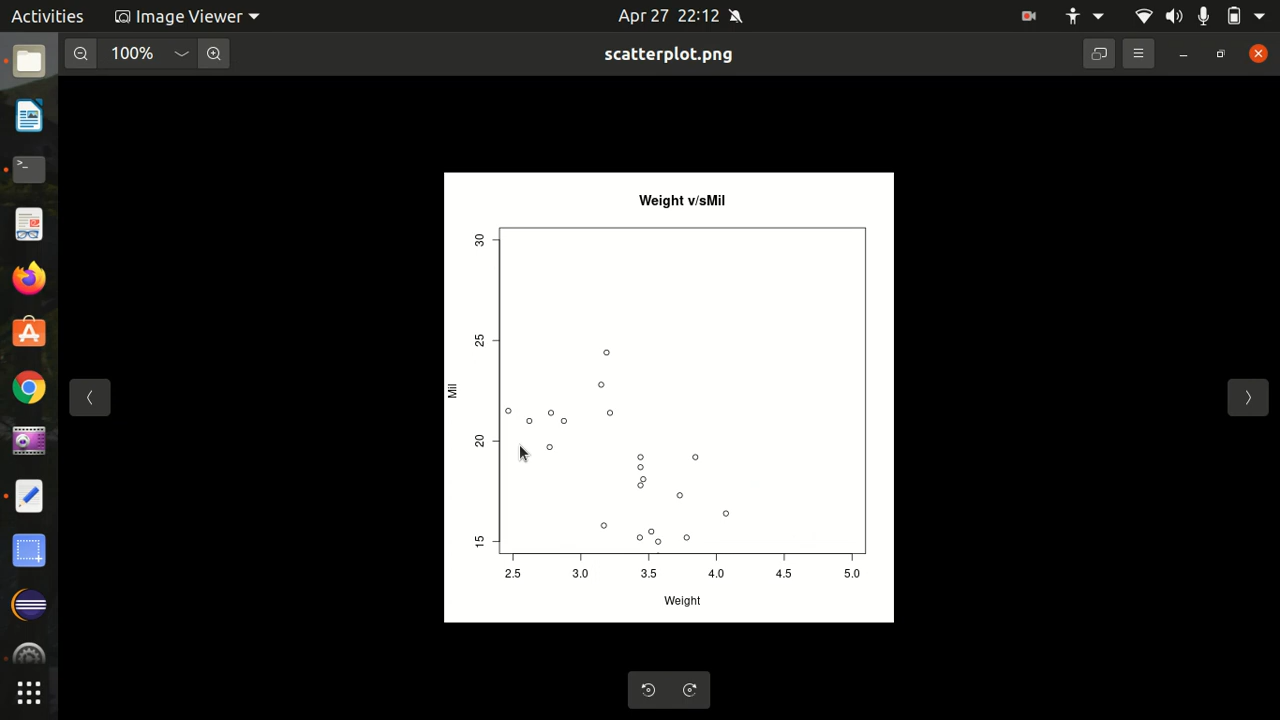 Activities Image Viewer Apr 27 22:12
100% scatterplot.png
Weight v/sMil
30
25
Mil
20
15
2.5 3.0 3.5 4.0 4.5 5.0
Weight